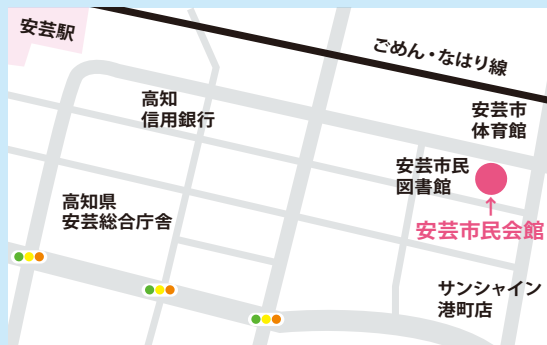 安芸駅
ごめん・なはり線
高知
信用銀行
安芸市
体育館
安芸市民
図書館
高知県
安芸総合庁舎
↑
安芸市民会館
サンシャイン
港町店